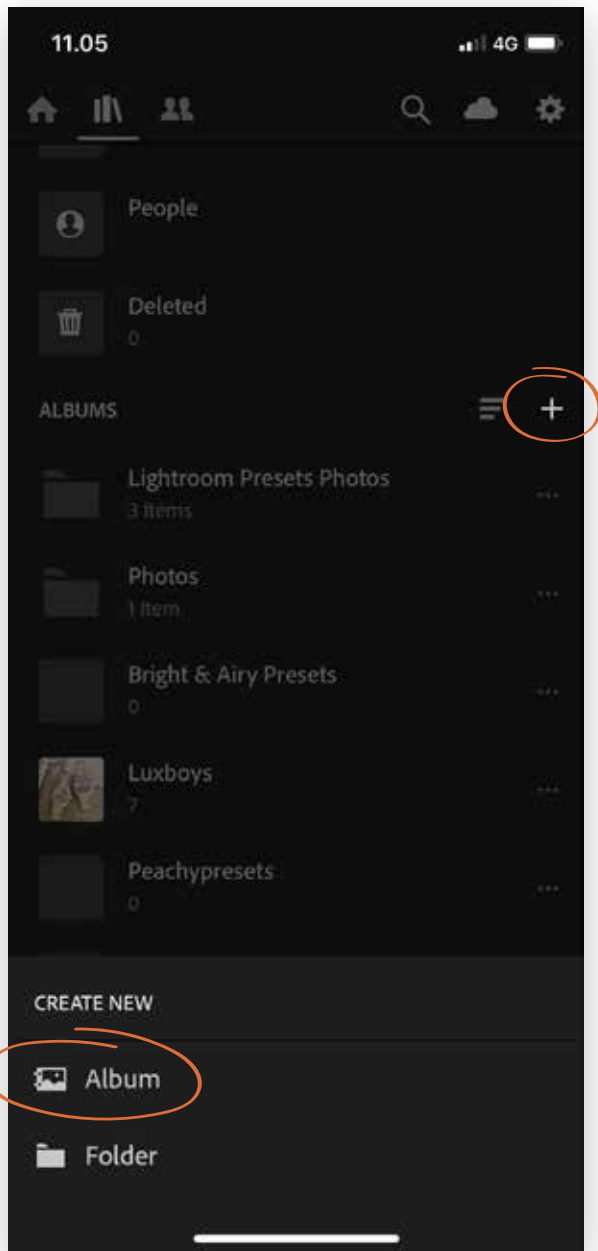 11.05
4G
People
Deleted
0
ALBUMS
Lightroom Presets Photos
3 Items
Photos
1 Item
Bright & Airy Presets
0
Luxboys
7
Peachypresets
0
CREATE NEW
Album
Folder